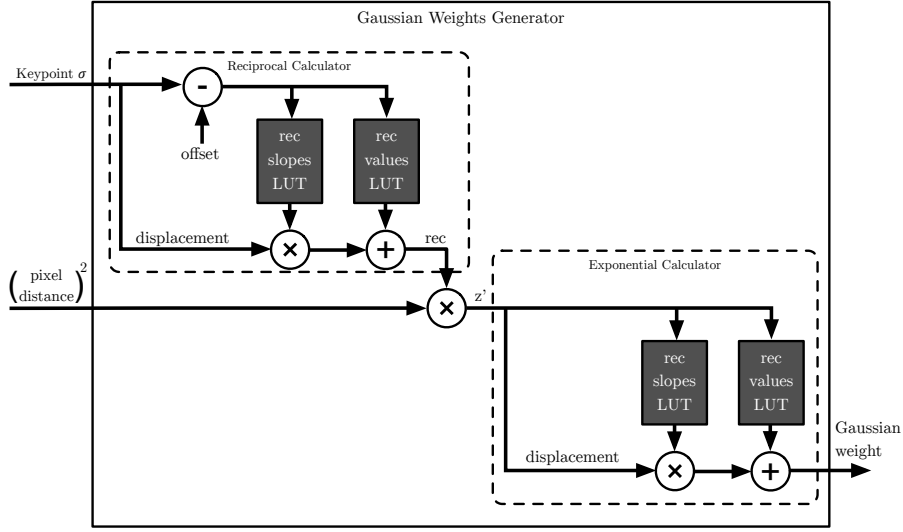 Gaussian Weights Generator
Reciprocal Calculator
Keypoint σ
-
offset
rec
slopes
LUT
rec
values
LUT
displacement
×
+
rec
(pixel
distance)²
×
z'
Exponential Calculator
rec
slopes
LUT
rec
values
LUT
displacement
×
+
Gaussian
weight